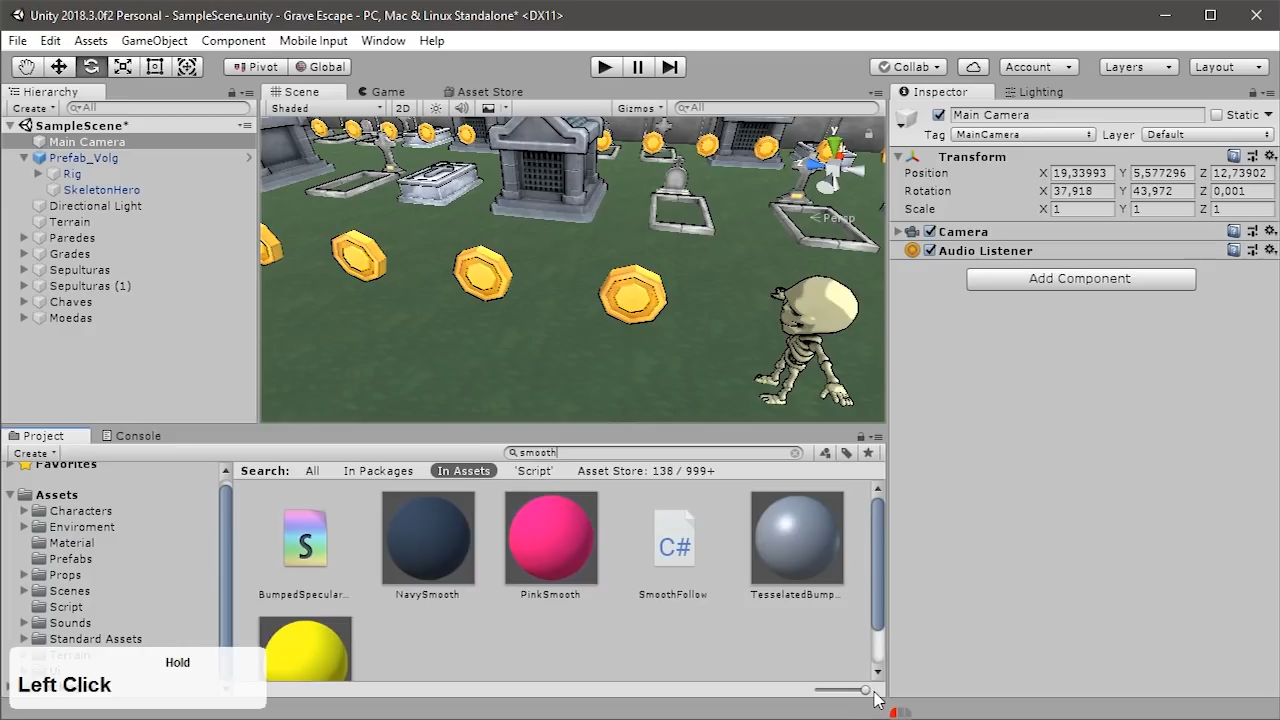 Unity 2018.3.0f2 Personal - SampleScene.unity - Grave Escape - PC, Mac & Linux Standalone* <DX11>
File Edit Assets GameObject Component Mobile Input Window Help
Pivot Global Collab Account Layers Layout
Hierarchy Scene Game Asset Store Inspector Lighting
Create All Shaded 2D Gizmos All Main Camera Static
SampleScene*
Tag MainCamera Layer Default
Main Camera
Prefab_Volg
Rig
SkeletonHero
Directional Light
Terrain
Paredes
Grades
Sepulturas
Sepulturas (1)
Chaves
Moedas
y
Persp
Transform
Position X 19,33993 Y 5,577296 Z 12,73902
Rotation X 37,918 Y 43,972 Z 0,001
Scale X 1 Y 1 Z 1
Camera
Audio Listener
Add Component
Project Console
Create smooth
Favorites
Search: All In Packages In Assets 'Script' Asset Store: 138 / 999+
Assets
Characters
Enviroment
Material
Prefabs
Props
Scenes
Script
Sounds
Standard Assets
Terrain
S C#
BumpedSpecular... NavySmooth PinkSmooth SmoothFollow TesselatedBump...
Hold
Left Click